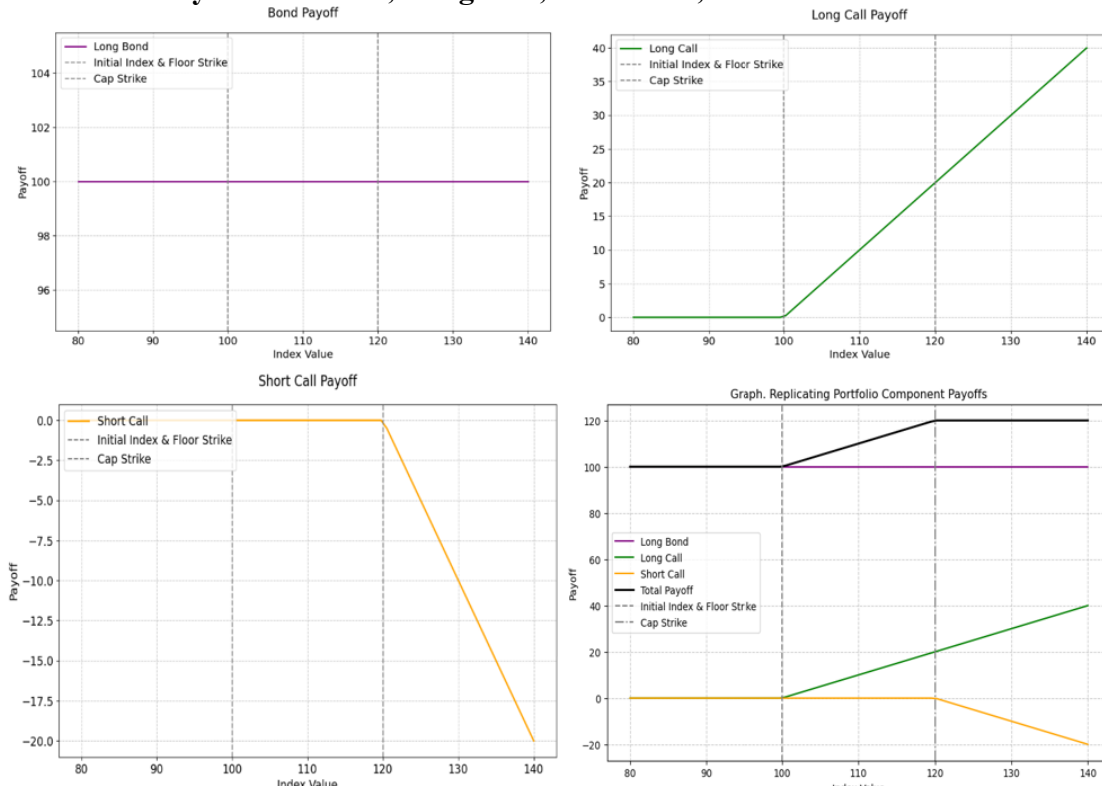 Bond Payoff
Long Bond
Initial Index & Floor Strike
Cap Strike
104
102
100
98
96
Payoff
80 90 100 110 120 130 140
Index Value
Long Call Payoff
Long Call
Initial Index & Floor Strike
Cap Strike
40
35
30
25
20
15
10
5
0
Payoff
80 90 100 110 120 130 140
Index Value
Short Call Payoff
Short Call
Initial Index & Floor Strike
Cap Strike
0.0
−2.5
−5.0
−7.5
−10.0
−12.5
−15.0
−17.5
−20.0
Payoff
80 90 100 110 120 130 140
Index Value
Graph. Replicating Portfolio Component Payoffs
120
100
80
60
40
20
0
−20
Payoff
Long Bond
Long Call
Short Call
Total Payoff
Initial Index & Floor Strke
Cap Strike
80 90 100 110 120 130 140